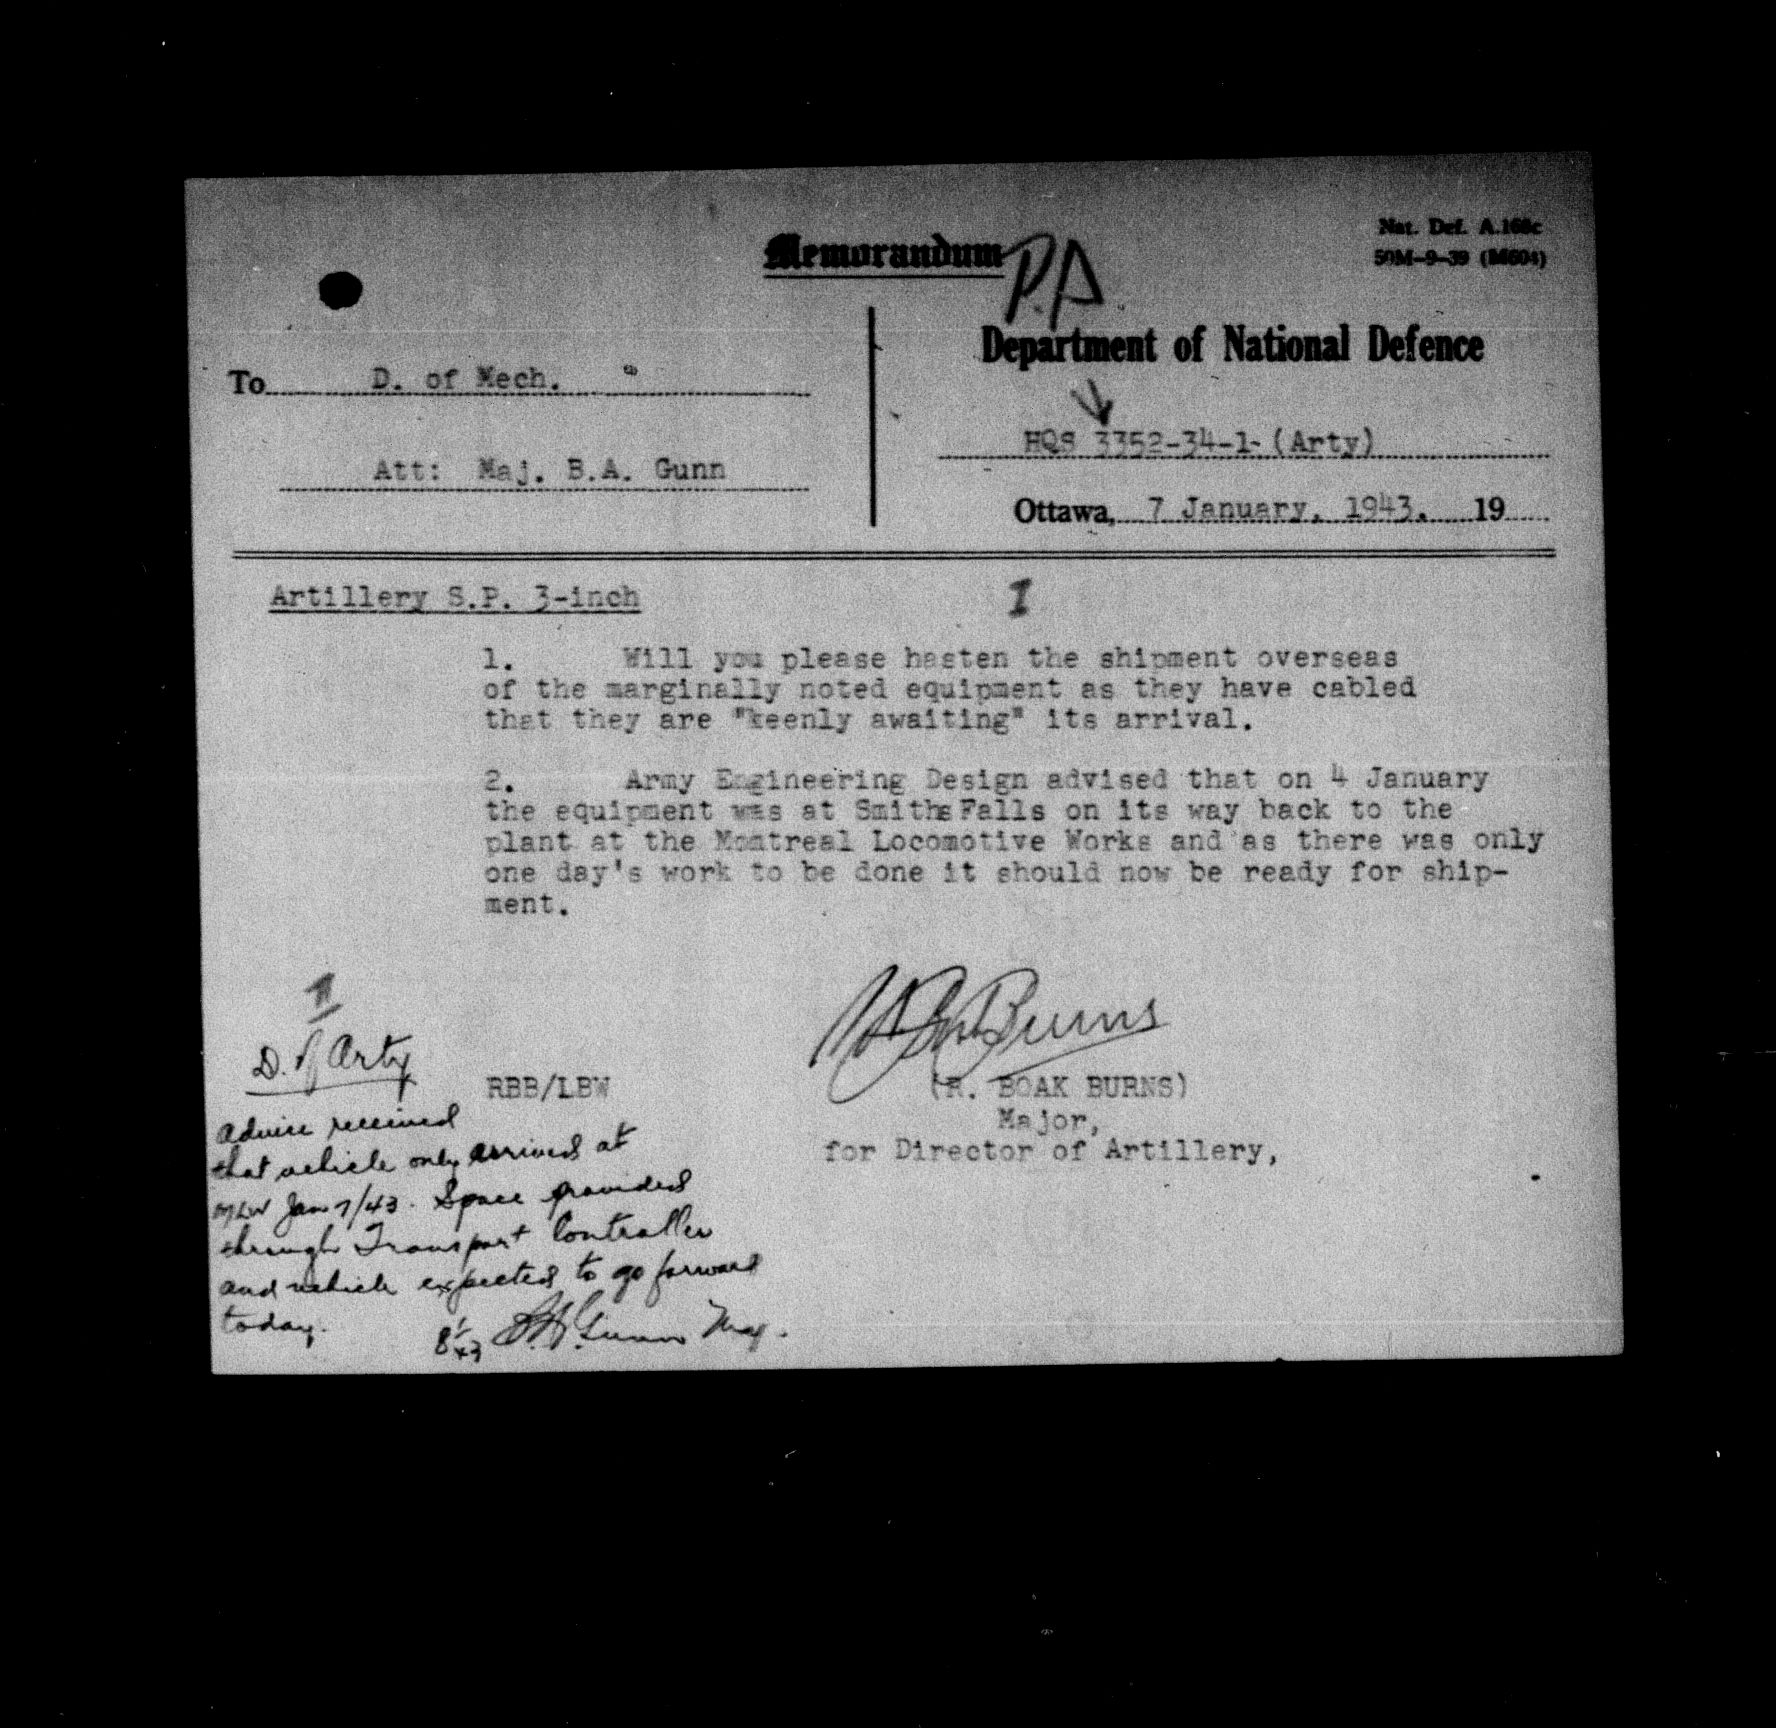 Nat. Def. A.168c
50M-9-39 (M604)
Memorandum
P.A
Department of National Defence
To D. of Mech.
HQS 3352-34-1-(Arty)
Att: Maj. B.A. Gunn
Ottawa, 7 January, 1943. 19
Artillery S.P. 3-inch
I
1. Will you please hasten the shipment overseas
of the marginally noted equipment as they have cabled
that they are "keenly awaiting" its arrival.
2. Army Engineering Design advised that on 4 January
the equipment was at Smiths Falls on its way back to the
plant at the Montreal Locomotive Works and as there was only
one day's work to be done it should now be ready for ship-
ment.
D. of Arty
RBB/LBW
R Boak Burns
(R. BOAK BURNS)
Major,
for Director of Artillery,
Advice received
that vehicle only arrived at
MLW Jan 7/43. Space provided
through Transport Controller
and vehicle expected to go forward
today.
8/1/43 B.A. Gunn Maj.